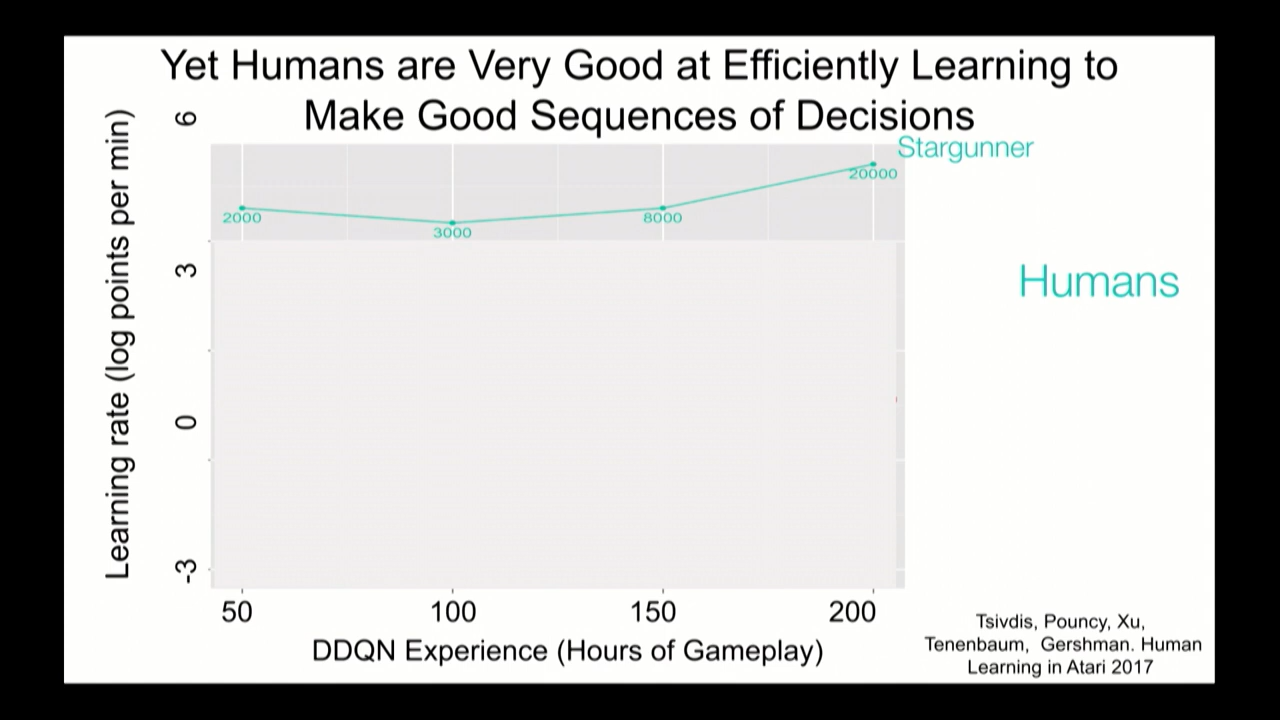 Yet Humans are Very Good at Efficiently Learning to
Make Good Sequences of Decisions
Learning rate (log points per min)
6
3
0
-3
Stargunner
2000
3000
8000
20000
Humans
50
100
150
200
DDQN Experience (Hours of Gameplay)
Tsivdis, Pouncy, Xu,
Tenenbaum, Gershman. Human
Learning in Atari 2017